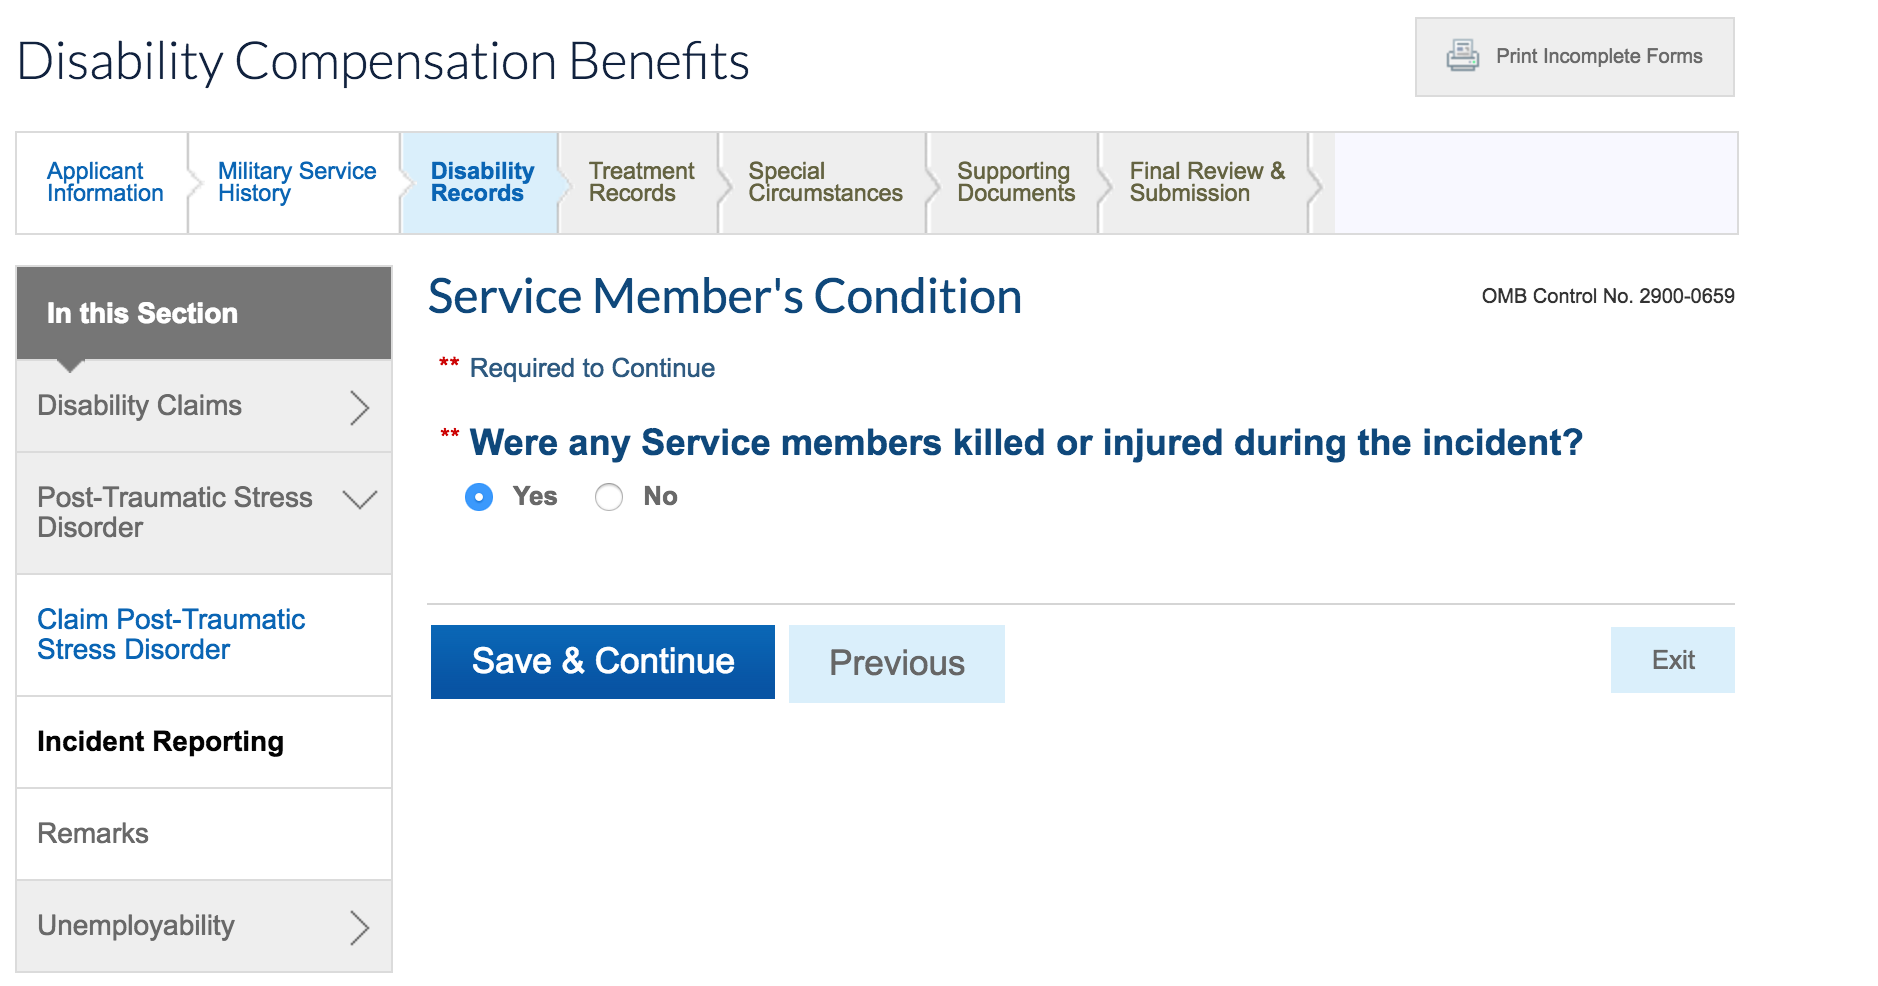 Disability Compensation Benefits
Print Incomplete Forms
Applicant
Information
Military Service
History
Disability
Records
Treatment
Records
Special
Circumstances
Supporting
Documents
Final Review &
Submission
In this Section
Disability Claims
Post-Traumatic Stress
Disorder
Claim Post-Traumatic
Stress Disorder
Incident Reporting
Remarks
Unemployability
Service Member's Condition
OMB Control No. 2900-0659
** Required to Continue
** Were any Service members killed or injured during the incident?
Yes No
Save & Continue
Previous
Exit